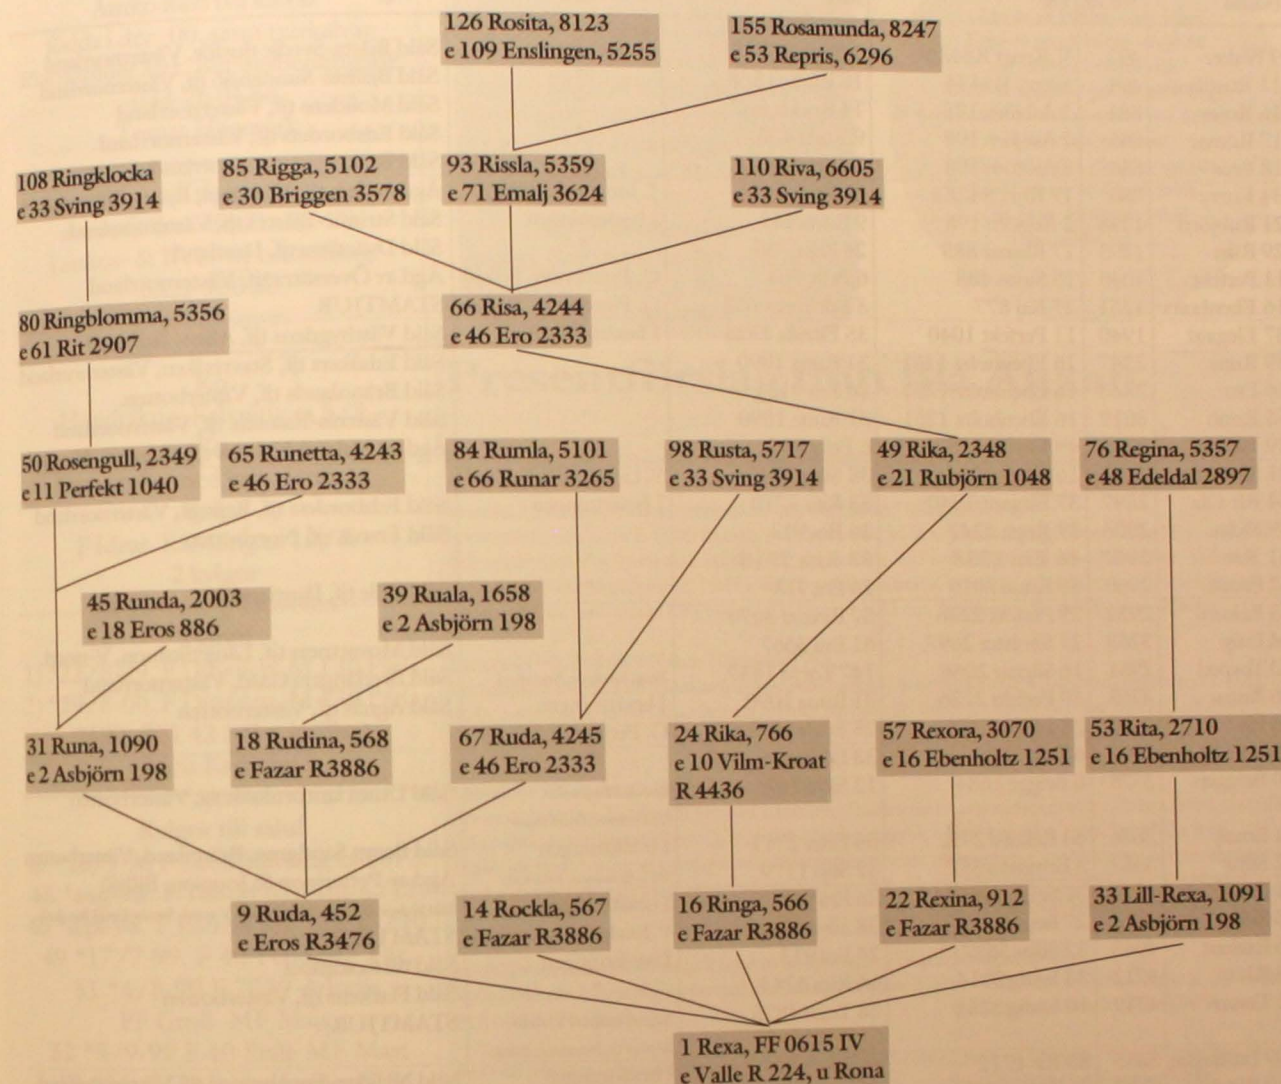 126 Rosita, 8123
e 109 Enslingen, 5255
155 Rosamunda, 8247
e 53 Repris, 6296
108 Ringklocka
e 33 Sving 3914
85 Rigga, 5102
e 30 Briggen 3578
93 Rissla, 5359
e 71 Emalj 3624
110 Riva, 6605
e 33 Sving 3914
80 Ringblomma, 5356
e 61 Rit 2907
66 Risa, 4244
e 46 Ero 2333
50 Rosengull, 2349
e 11 Perfekt 1040
65 Runetta, 4243
e 46 Ero 2333
84 Rumla, 5101
e 66 Runar 3265
98 Rusta, 5717
e 33 Sving 3914
49 Rika, 2348
e 21 Rubjörn 1048
76 Regina, 5357
e 48 Edeldal 2897
45 Runda, 2003
e 18 Eros 886
39 Ruala, 1658
e 2 Asbjörn 198
31 Runa, 1090
e 2 Asbjörn 198
18 Rudina, 568
e Fazar R3886
67 Ruda, 4245
e 46 Ero 2333
24 Rika, 766
e 10 Vilm-Kroat
R 4436
57 Rexora, 3070
e 16 Ebenholtz 1251
53 Rita, 2710
e 16 Ebenholtz 1251
9 Ruda, 452
e Eros R3476
14 Rockla, 567
e Fazar R3886
16 Ringa, 566
e Fazar R3886
22 Rexina, 912
e Fazar R3886
33 Lill-Rexa, 1091
e 2 Asbjörn 198
1 Rexa, FF 0615 IV
e Valle R 224, u Rona